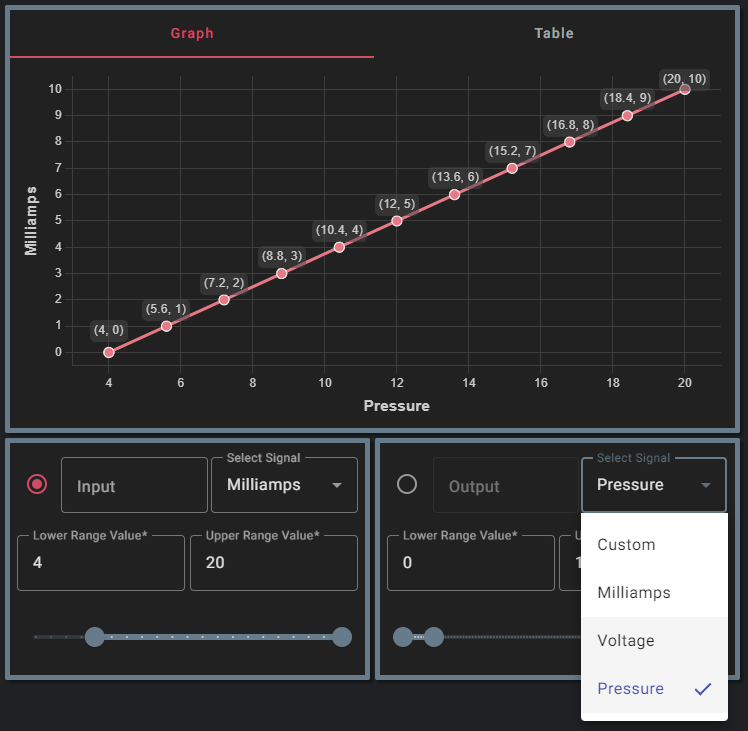 Graph
Table
(20, 10)
(18.4, 9)
(16.8, 8)
(15.2, 7)
(13.6, 6)
(12, 5)
(10.4, 4)
(8.8, 3)
(7.2, 2)
(5.6, 1)
(4, 0)
10
9
8
7
6
5
4
3
2
1
0
Milliamps
4 6 8 10 12 14 16 18 20
Pressure
Input
Select Signal
Milliamps
Lower Range Value*
4
Upper Range Value*
20
Output
Select Signal
Pressure
Lower Range Value*
0
Custom
Milliamps
Voltage
Pressure